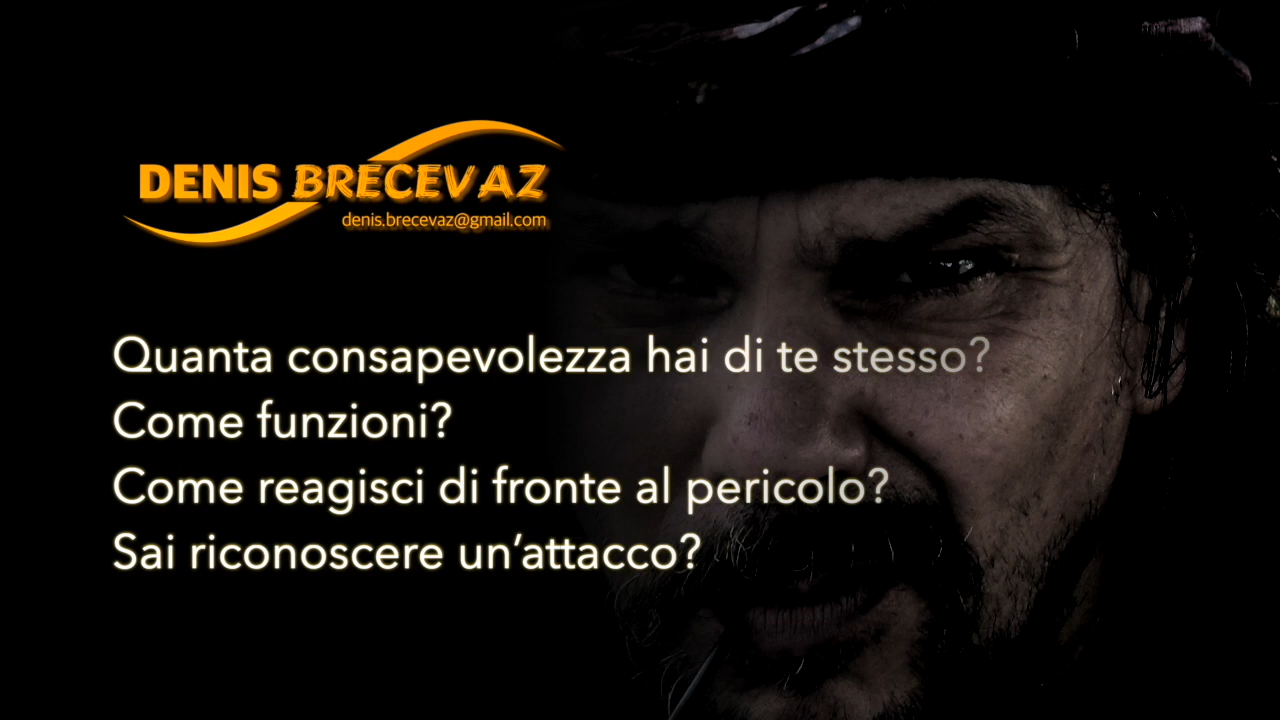 DENIS BRECEVAZ
denis.brecevaz@gmail.com
Quanta consapevolezza hai di te stesso?
Come funzioni?
Come reagisci di fronte al pericolo?
Sai riconoscere un’attacco?